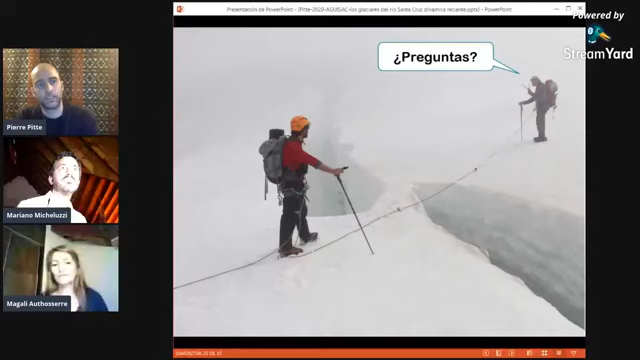 Presentación de PowerPoint - [Pitte-2020-AGUISAC-los glaciares del rio Santa Cruz dinamica reciente.pptx] - PowerPoint
Powered by
StreamYard
¿Preguntas?
Pierre Pitte
Mariano Micheluzzi
Magali Authosserre